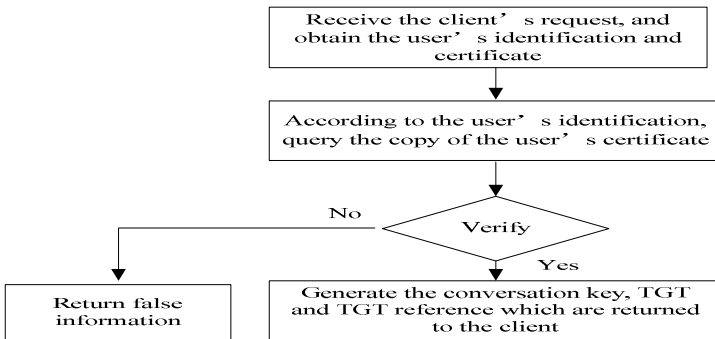 Receive the client’s request, and
obtain the user’s identification and
certificate
According to the user’s identification,
query the copy of the user’s certificate
No
Verify
Yes
Return false
information
Generate the conversation key, TGT
and TGT reference which are returned
to the client